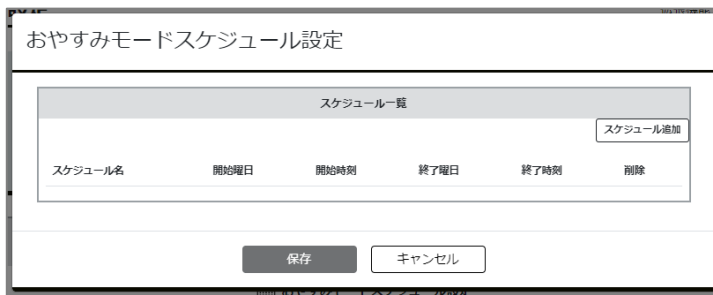 おやすみモードスケジュール設定
スケジュール一覧
スケジュール追加
スケジュール名 開始曜日 開始時刻 終了曜日 終了時刻 削除
保存 キャンセル